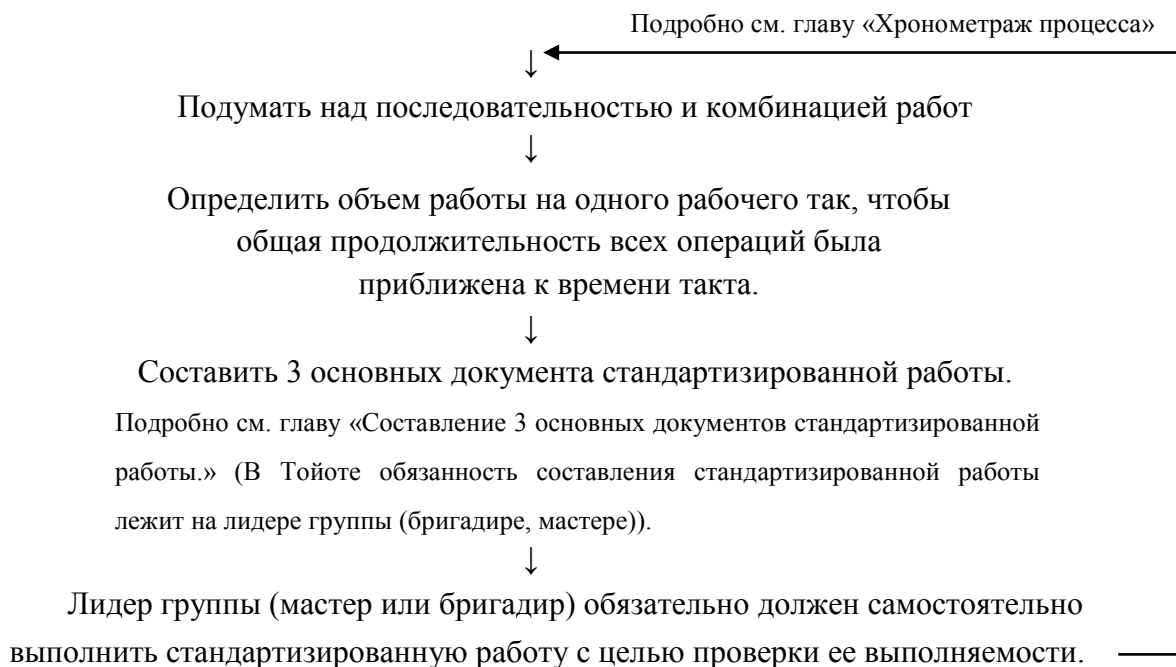 Подробно см. главу «Хронометраж процесса»
↓
Подумать над последовательностью и комбинацией работ
↓
Определить объем работы на одного рабочего так, чтобы
общая продолжительность всех операций была
приближена к времени такта.
↓
Составить 3 основных документа стандартизированной работы.
Подробно см. главу «Составление 3 основных документов стандартизированной
работы.» (В Тойоте обязанность составления стандартизированной работы
лежит на лидере группы (бригадире, мастере)).
↓
Лидер группы (мастер или бригадир) обязательно должен самостоятельно
выполнить стандартизированную работу с целью проверки ее выполняемости.